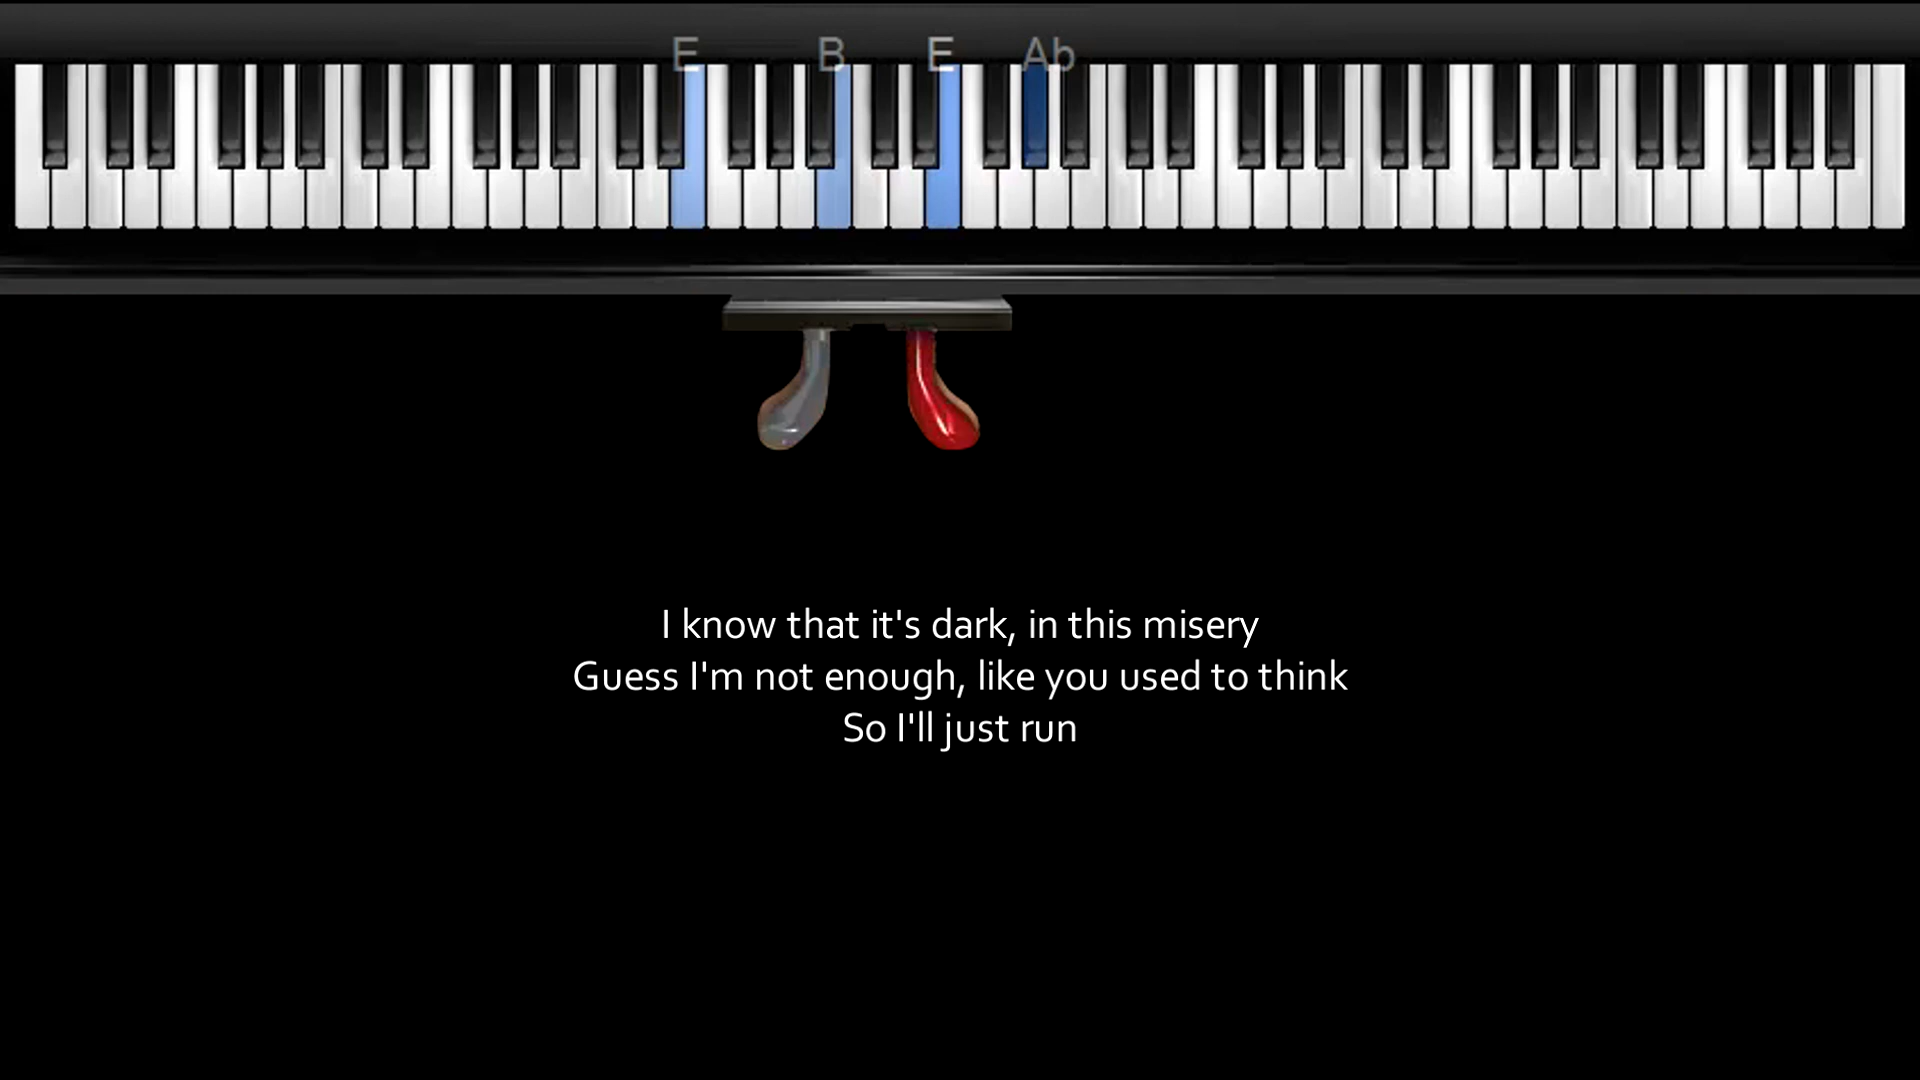 E B E Ab
I know that it's dark, in this misery
Guess I'm not enough, like you used to think
So I'll just run